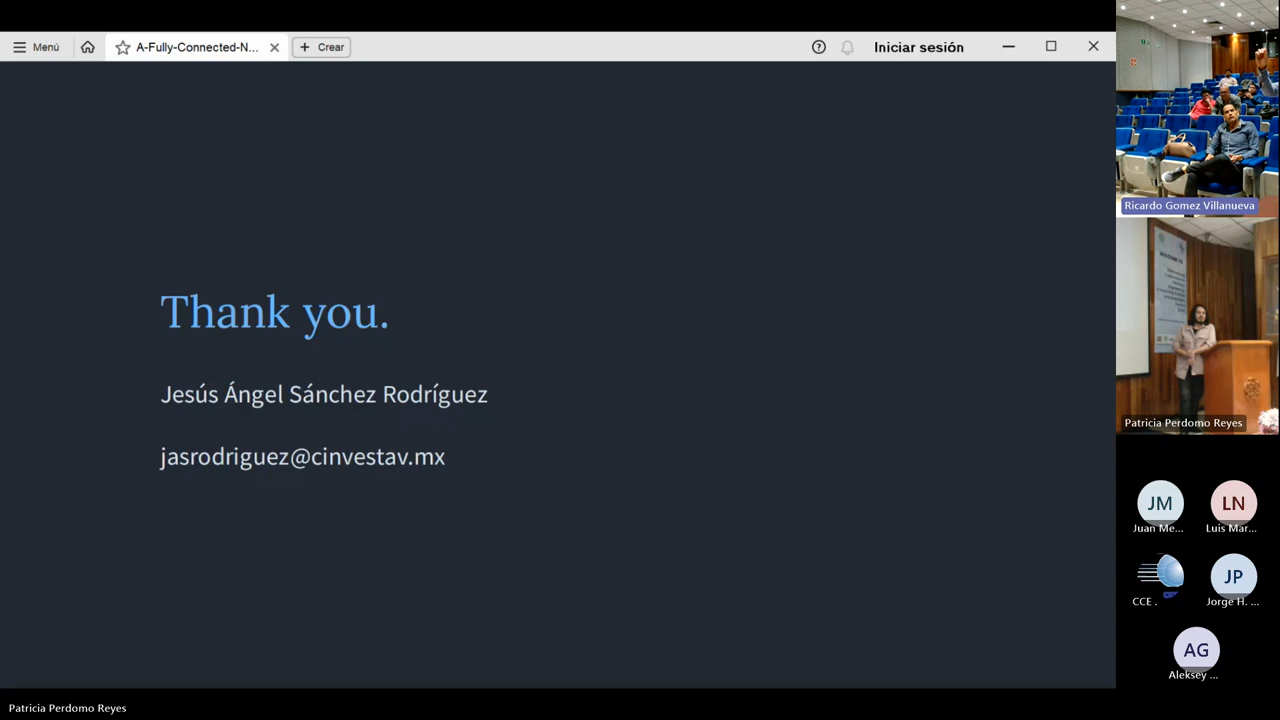 Menú
A-Fully-Connected-N...
Crear
Iniciar sesión
Thank you.
Jesús Ángel Sánchez Rodríguez
jasrodriguez@cinvestav.mx
Ricardo Gomez Villanueva
Patricia Perdomo Reyes
JM
Juan Me...
LN
Luis Mar...
CCE .
JP
Jorge H. ...
AG
Aleksey ...
Patricia Perdomo Reyes